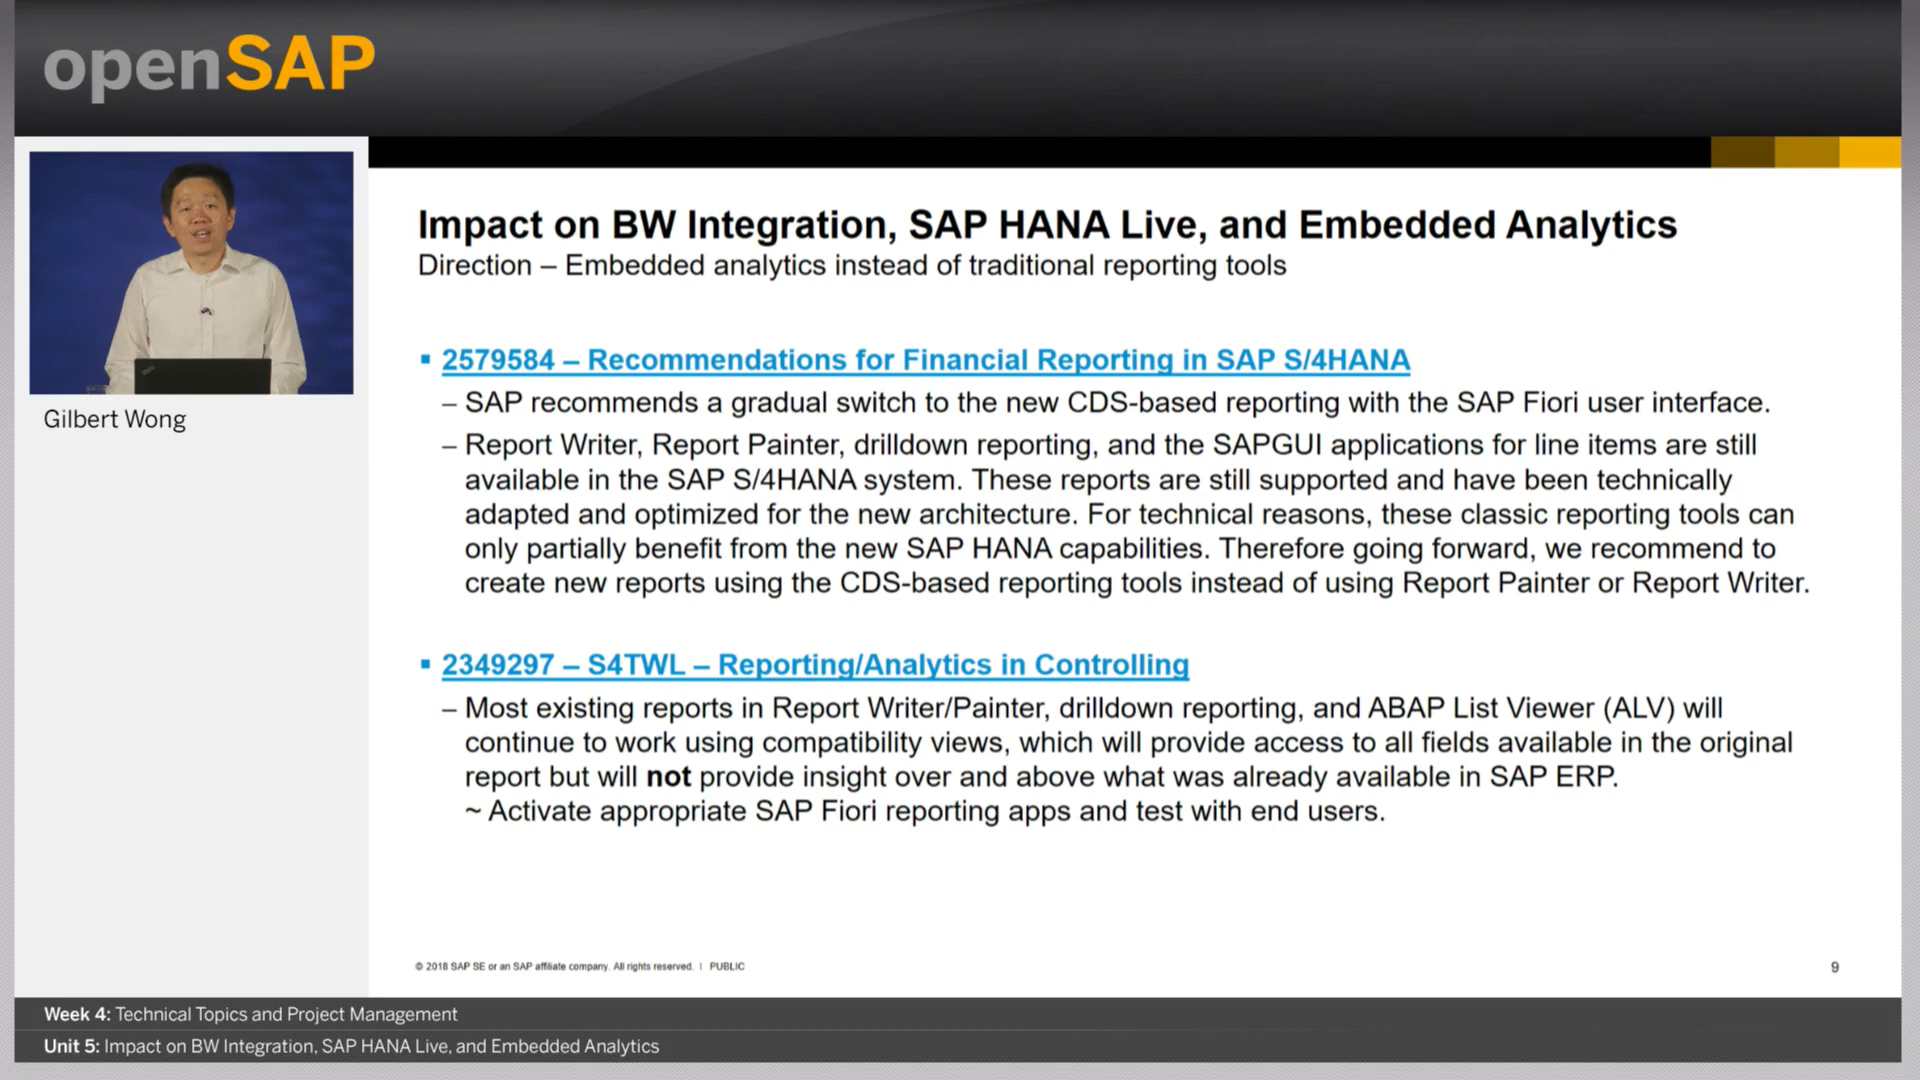 openSAP
Gilbert Wong
Impact on BW Integration, SAP HANA Live, and Embedded Analytics
Direction – Embedded analytics instead of traditional reporting tools
▪ 2579584 – Recommendations for Financial Reporting in SAP S/4HANA
– SAP recommends a gradual switch to the new CDS-based reporting with the SAP Fiori user interface.
– Report Writer, Report Painter, drilldown reporting, and the SAPGUI applications for line items are still
available in the SAP S/4HANA system. These reports are still supported and have been technically
adapted and optimized for the new architecture. For technical reasons, these classic reporting tools can
only partially benefit from the new SAP HANA capabilities. Therefore going forward, we recommend to
create new reports using the CDS-based reporting tools instead of using Report Painter or Report Writer.
▪ 2349297 – S4TWL – Reporting/Analytics in Controlling
– Most existing reports in Report Writer/Painter, drilldown reporting, and ABAP List Viewer (ALV) will
continue to work using compatibility views, which will provide access to all fields available in the original
report but will not provide insight over and above what was already available in SAP ERP.
~ Activate appropriate SAP Fiori reporting apps and test with end users.
© 2018 SAP SE or an SAP affiliate company. All rights reserved. | PUBLIC
9
Week 4: Technical Topics and Project Management
Unit 5: Impact on BW Integration, SAP HANA Live, and Embedded Analytics